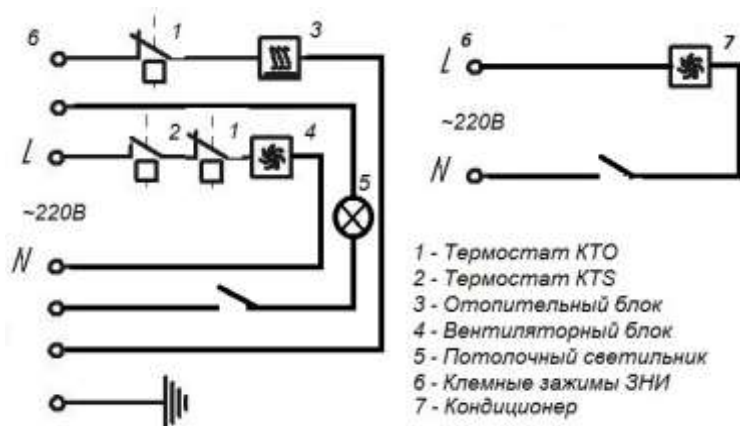 6 1 3
L 2 1 4
5
~220В
N
L 6 7
~220В
N
1 - Термостат КТО
2 - Термостат KTS
3 - Отопительный блок
4 - Вентиляторный блок
5 - Потолочный светильник
6 - Клемные зажимы ЗНИ
7 - Кондиционер